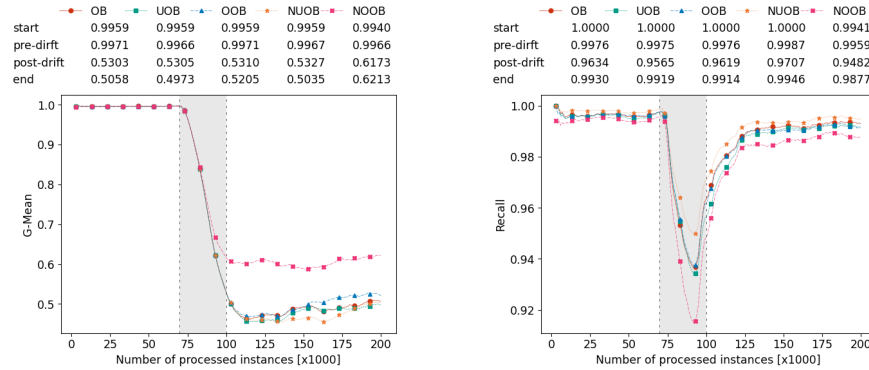 OB UOB OOB NUOB NOOB
start 0.9959 0.9959 0.9959 0.9959 0.9940
pre-dirft 0.9971 0.9966 0.9971 0.9967 0.9966
post-drift 0.5303 0.5305 0.5310 0.5327 0.6173
end 0.5058 0.4973 0.5205 0.5035 0.6213
1.0
0.9
0.8
0.7
0.6
0.5
G-Mean
0 25 50 75 100 125 150 175 200
Number of processed instances [x1000]
OB UOB OOB NUOB NOOB
start 1.0000 1.0000 1.0000 1.0000 0.9941
pre-dirft 0.9976 0.9975 0.9976 0.9987 0.9959
post-drift 0.9634 0.9565 0.9619 0.9707 0.9482
end 0.9930 0.9919 0.9914 0.9946 0.9877
1.00
0.98
0.96
0.94
0.92
Recall
0 25 50 75 100 125 150 175 200
Number of processed instances [x1000]